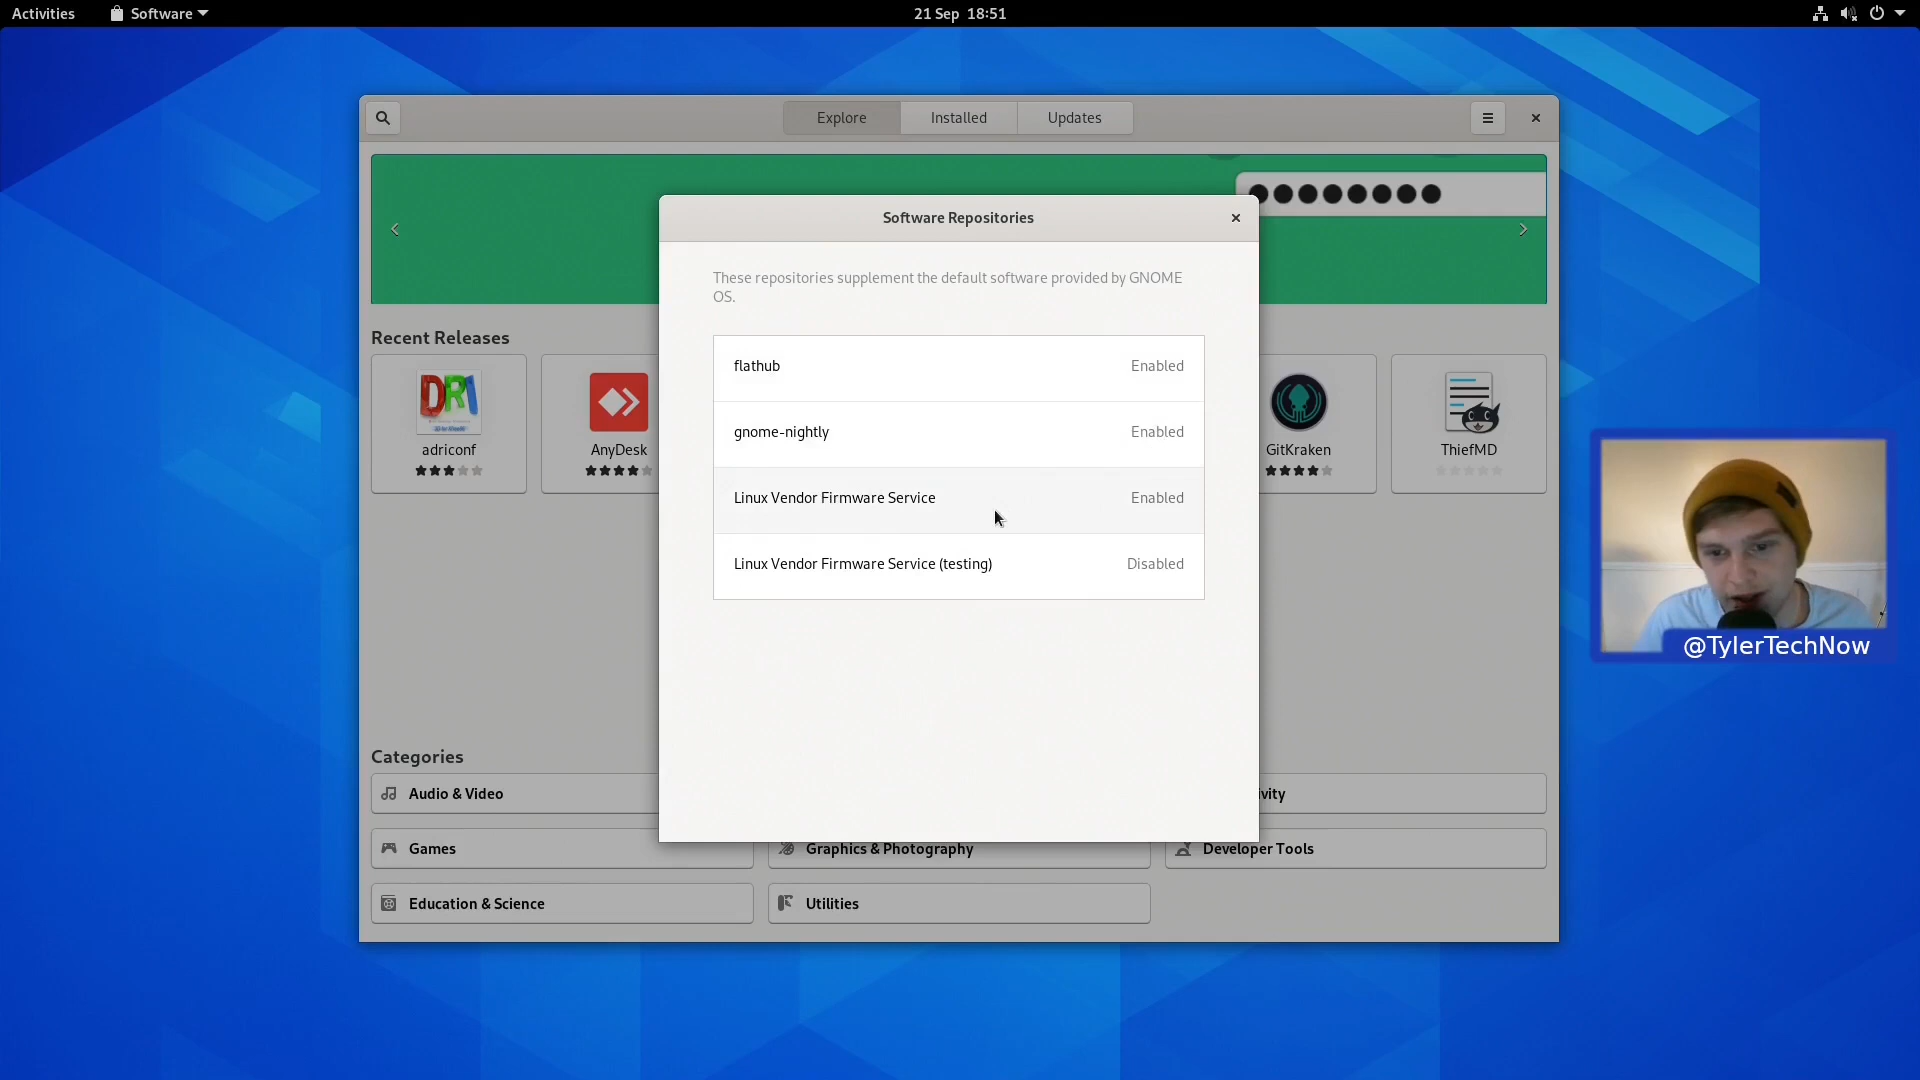 Activities
Software
21 Sep 18:51
Explore
Installed
Updates
Software Repositories
These repositories supplement the default software provided by GNOME
OS.
flathub Enabled
gnome-nightly Enabled
Linux Vendor Firmware Service Enabled
Linux Vendor Firmware Service (testing) Disabled
Recent Releases
DRI
adriconf
AnyDesk
GitKraken
ThiefMD
@TylerTechNow
Categories
Audio & Video
ivity
Games
Graphics & Photography
Developer Tools
Education & Science
Utilities